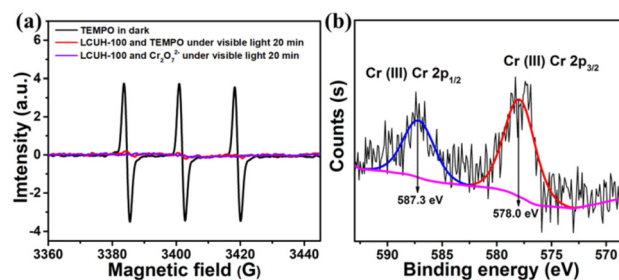 (a)
TEMPO in dark
LCUH-100 and TEMPO under visible light 20 min
LCUH-100 and Cr₂O₇²⁻ under visible light 20 min
Imtensity (a.u.)
6
4
2
0
-2
-4
3360 3380 3400 3420 3440
Magnetic field (G)
(b)
Cr (III) Cr 2p₁/₂
Cr (III) Cr 2p₃/₂
Counts (s)
587.3 eV
578.0 eV
590 585 580 575 570
Binding energy (eV)